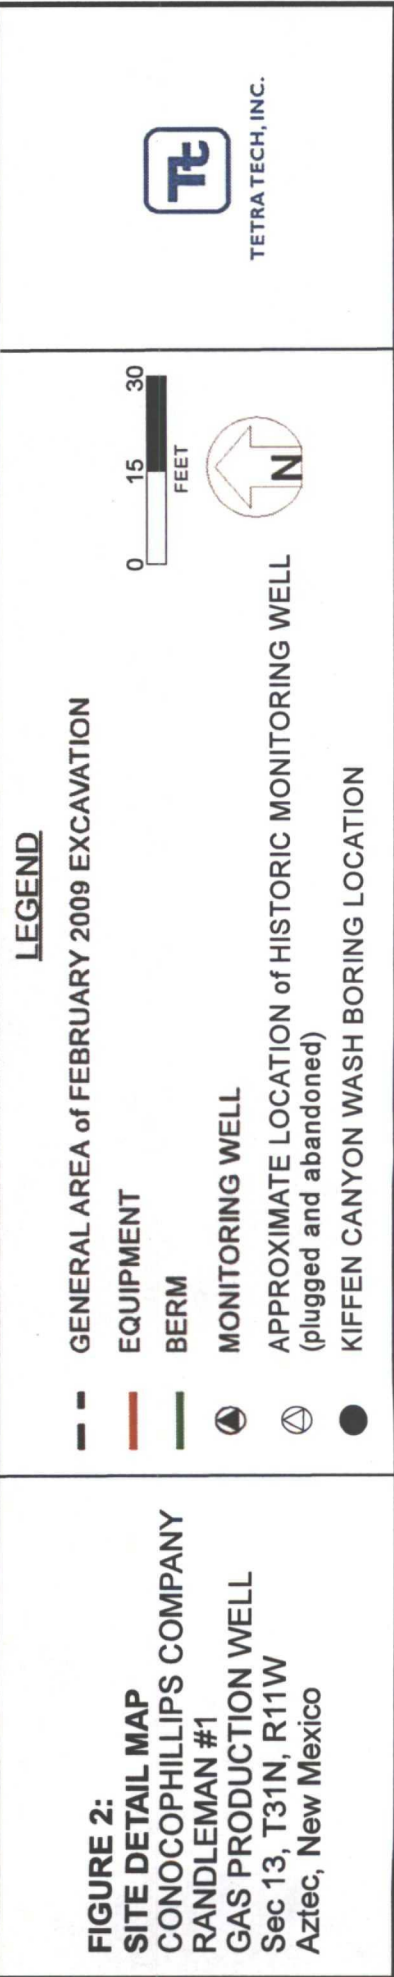 FIGURE 2:
SITE DETAIL MAP
CONOCOPHILLIPS COMPANY
RANDLEMAN #1
GAS PRODUCTION WELL
Sec 13, T31N, R11W
Aztec, New Mexico
LEGEND
GENERAL AREA of FEBRUARY 2009 EXCAVATION
EQUIPMENT
BERM
MONITORING WELL
APPROXIMATE LOCATION of HISTORIC MONITORING WELL
(plugged and abandoned)
KIFFEN CANYON WASH BORING LOCATION
0 15 30
FEET
N
Tt
TETRA TECH, INC.